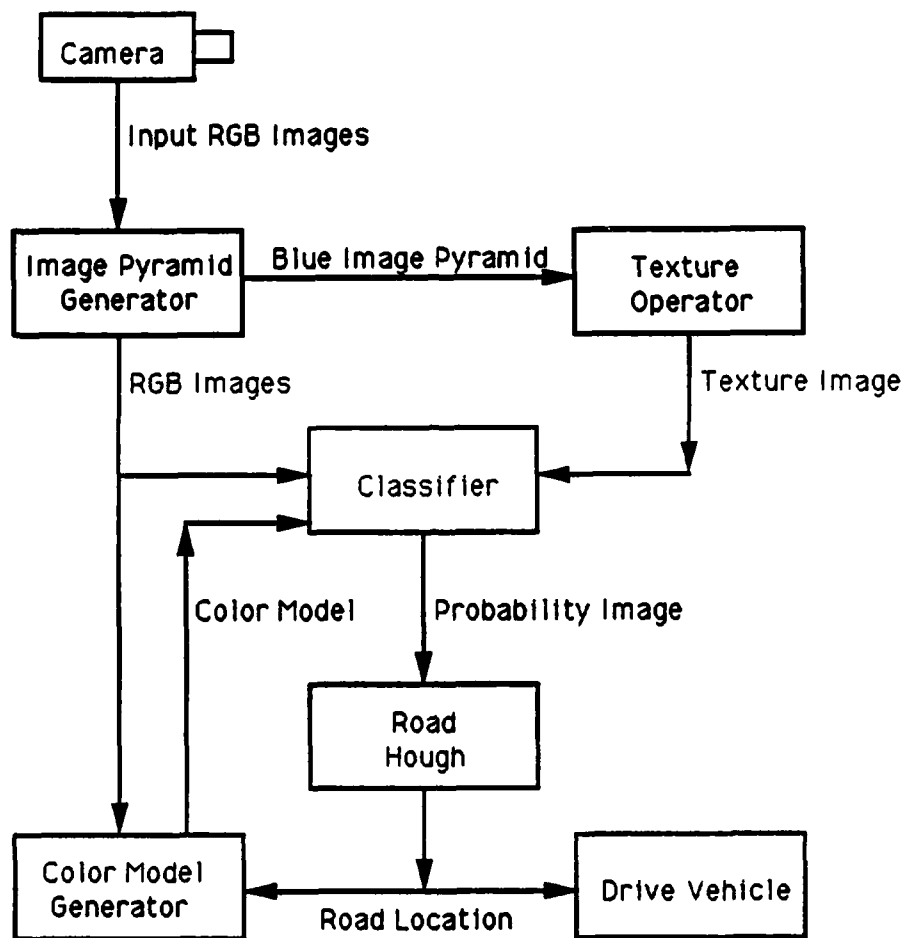 Camera
Input RGB Images
Image Pyramid
Generator
Blue Image Pyramid
Texture
Operator
RGB Images
Texture Image
Classifier
Color Model
Probability Image
Road
Hough
Color Model
Generator
Road Location
Drive Vehicle